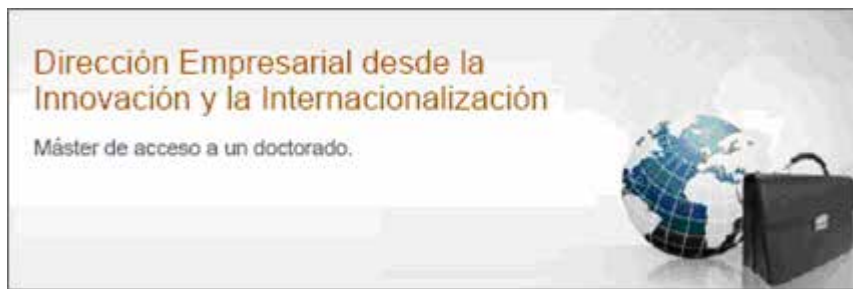 Dirección Empresarial desde la
Innovación y la Internacionalización
Máster de acceso a un doctorado.